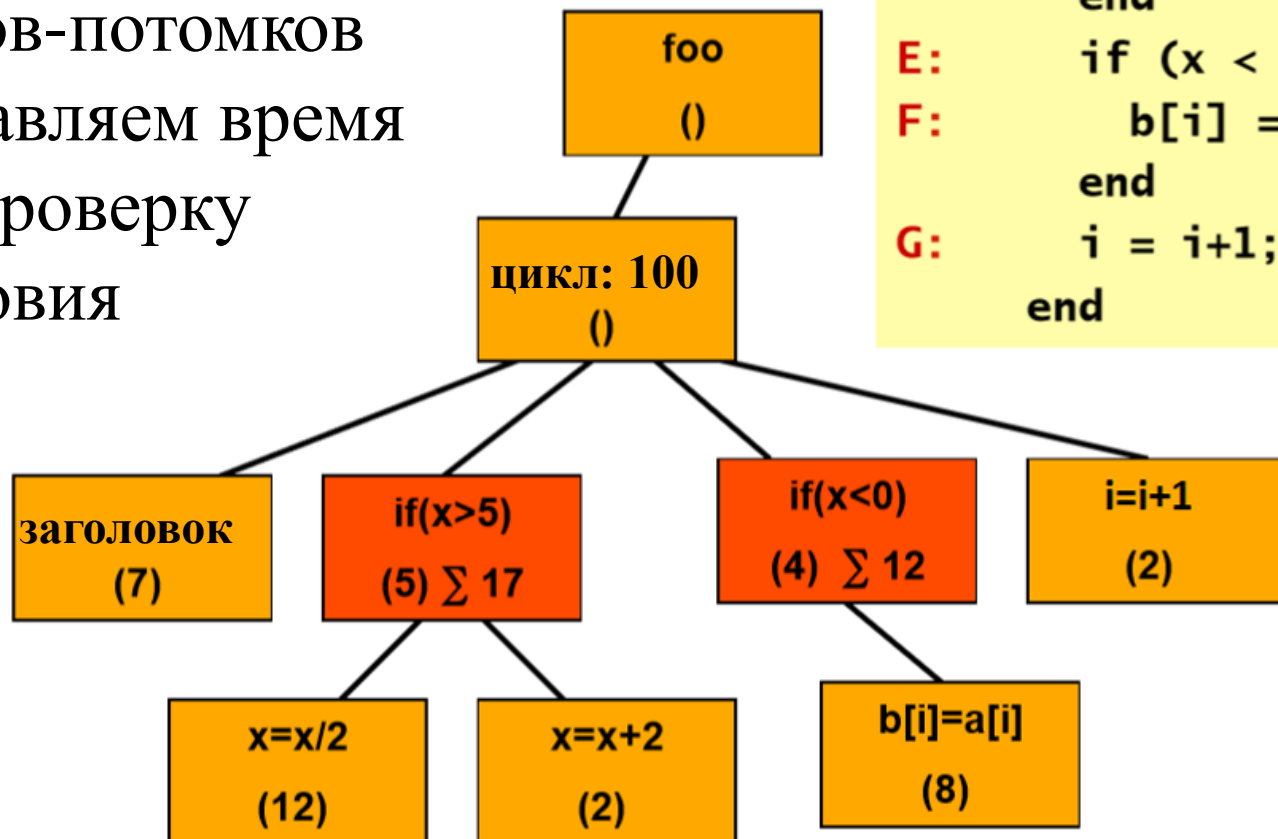 ов-потомков
авляем время
роверку
овия
end
E: if (x <
F: b[i] =
end
G: i = i+1;
end
foo
()
цикл: 100
()
заголовок
(7)
if(x>5)
(5) ∑ 17
if(x<0)
(4) ∑ 12
i=i+1
(2)
x=x/2
(12)
x=x+2
(2)
b[i]=a[i]
(8)